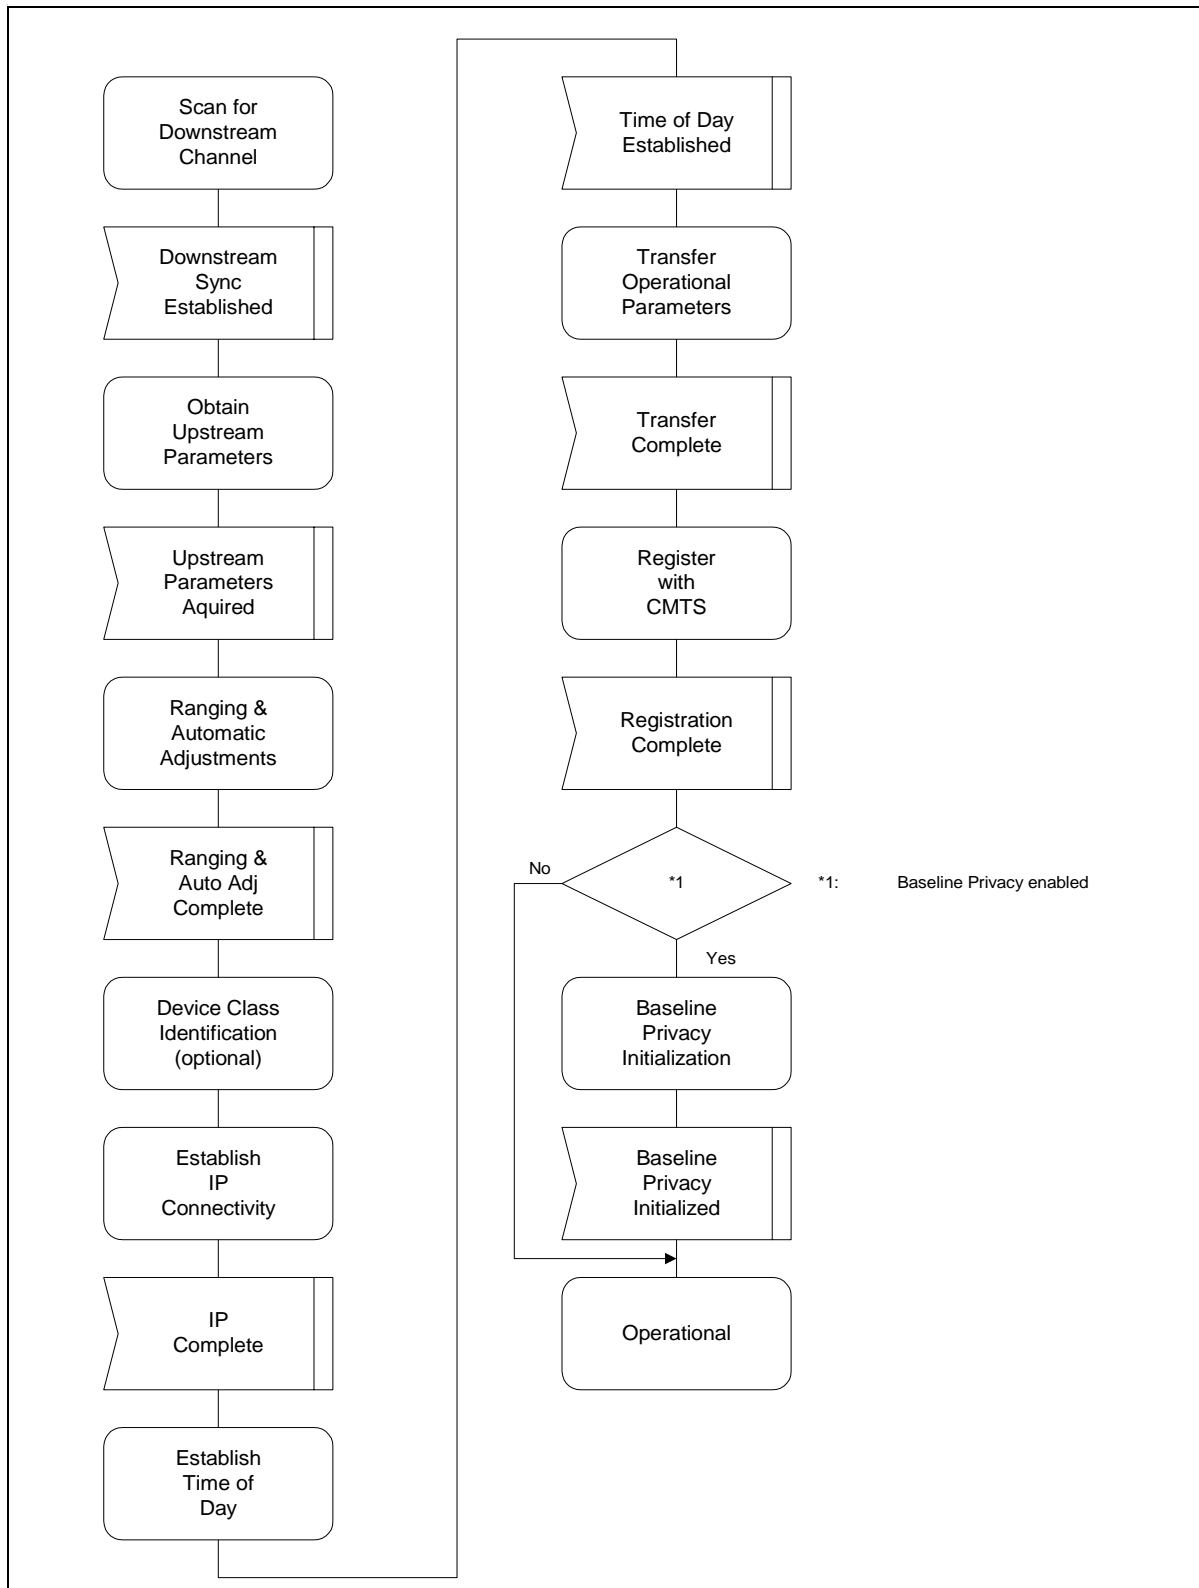 Scan for
Downstream
Channel
Downstream
Sync
Established
Obtain
Upstream
Parameters
Upstream
Parameters
Aquired
Ranging &
Automatic
Adjustments
Ranging &
Auto Adj
Complete
Device Class
Identification
(optional)
Establish
IP
Connectivity
IP
Complete
Establish
Time of
Day
Time of Day
Established
Transfer
Operational
Parameters
Transfer
Complete
Register
with
CMTS
Registration
Complete
No
*1
*1: Baseline Privacy enabled
Yes
Baseline
Privacy
Initialization
Baseline
Privacy
Initialized
Operational